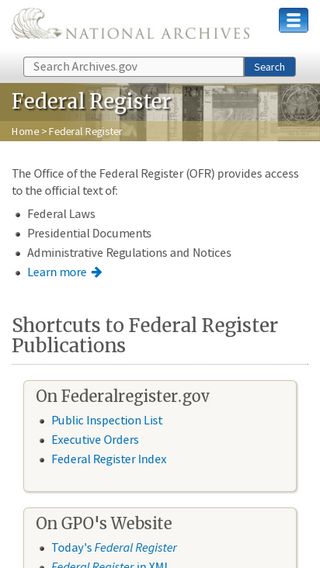 NATIONAL ARCHIVES
Search Archives.gov
Search
Federal Register
Home > Federal Register
The Office of the Federal Register (OFR) provides access
to the official text of:
Federal Laws
Presidential Documents
Administrative Regulations and Notices
Learn more
Shortcuts to Federal Register
Publications
On Federalregister.gov
Public Inspection List
Executive Orders
Federal Register Index
On GPO's Website
Today's Federal Register
Federal Register in XML